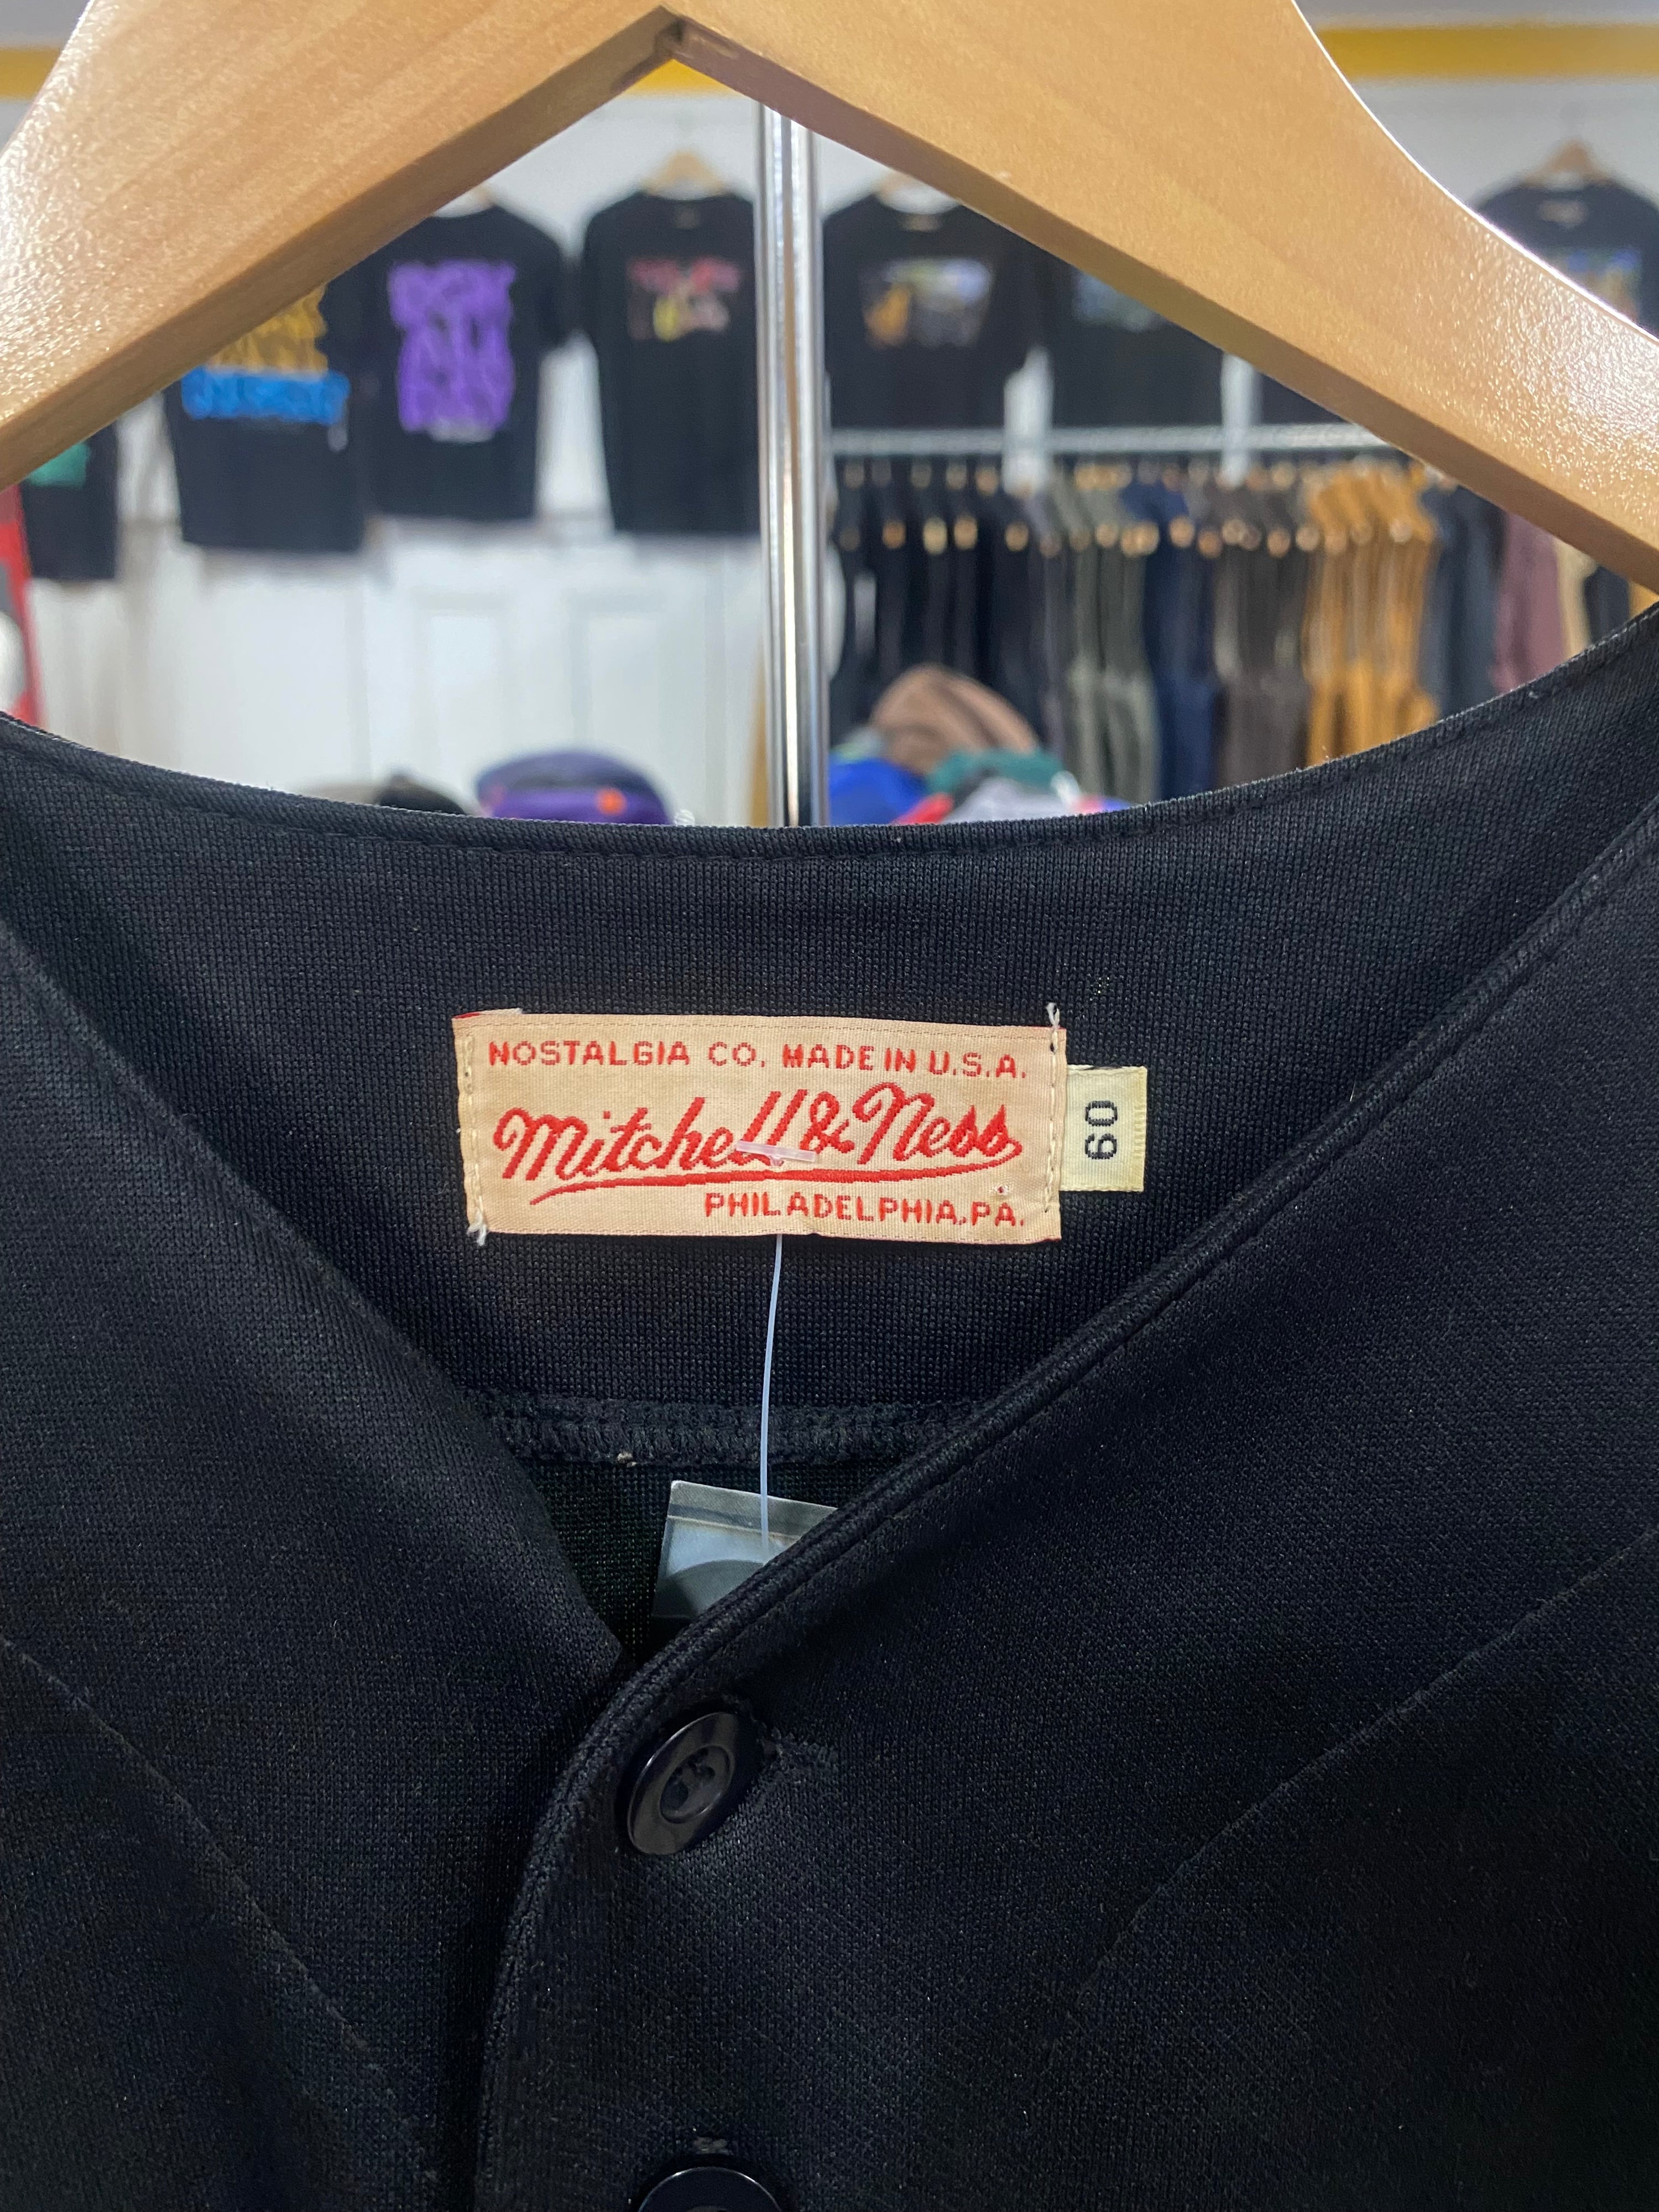 NOSTALGIA CO. MADE IN U.S.A.
Mitchell & Ness
PHILADELPHIA, PA.
60